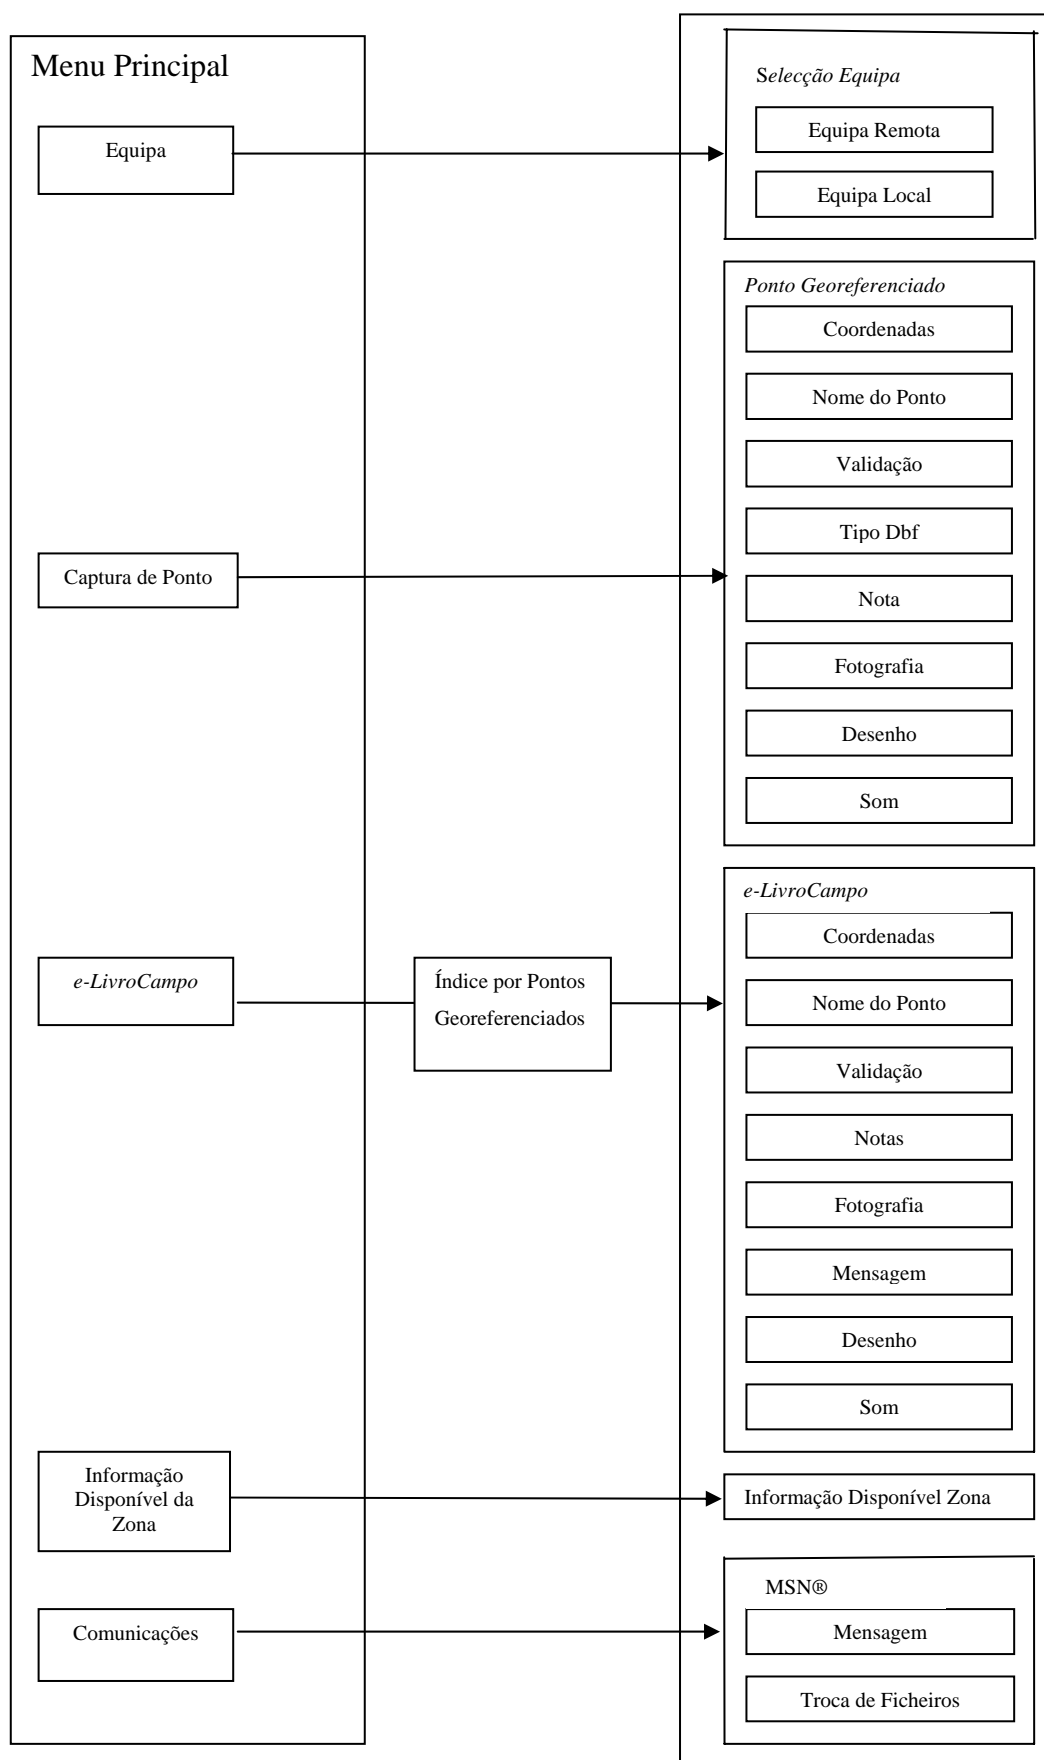 Menu Principal
Equipa
Captura de Ponto
e-LivroCampo
Informação
Disponível da
Zona
Comunicações
Índice por Pontos
Georeferenciados
Selecção Equipa
Equipa Remota
Equipa Local
Ponto Georeferenciado
Coordenadas
Nome do Ponto
Validação
Tipo Dbf
Nota
Fotografia
Desenho
Som
e-LivroCampo
Coordenadas
Nome do Ponto
Validação
Notas
Fotografia
Mensagem
Desenho
Som
Informação Disponível Zona
MSN®
Mensagem
Troca de Ficheiros